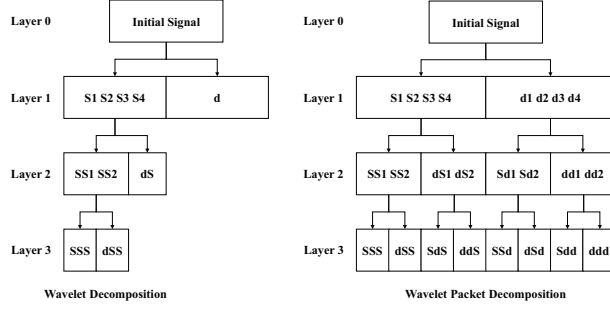 Layer 0 Initial Signal Layer 0 Initial Signal
Layer 1 S1 S2 S3 S4 d Layer 1 S1 S2 S3 S4 d1 d2 d3 d4
Layer 2 SS1 SS2 dS Layer 2 SS1 SS2 dS1 dS2 Sd1 Sd2 dd1 dd2
Layer 3 SSS dSS Layer 3 SSS dSS SdS ddS SSd dSd Sdd ddd
Wavelet Decomposition Wavelet Packet Decomposition